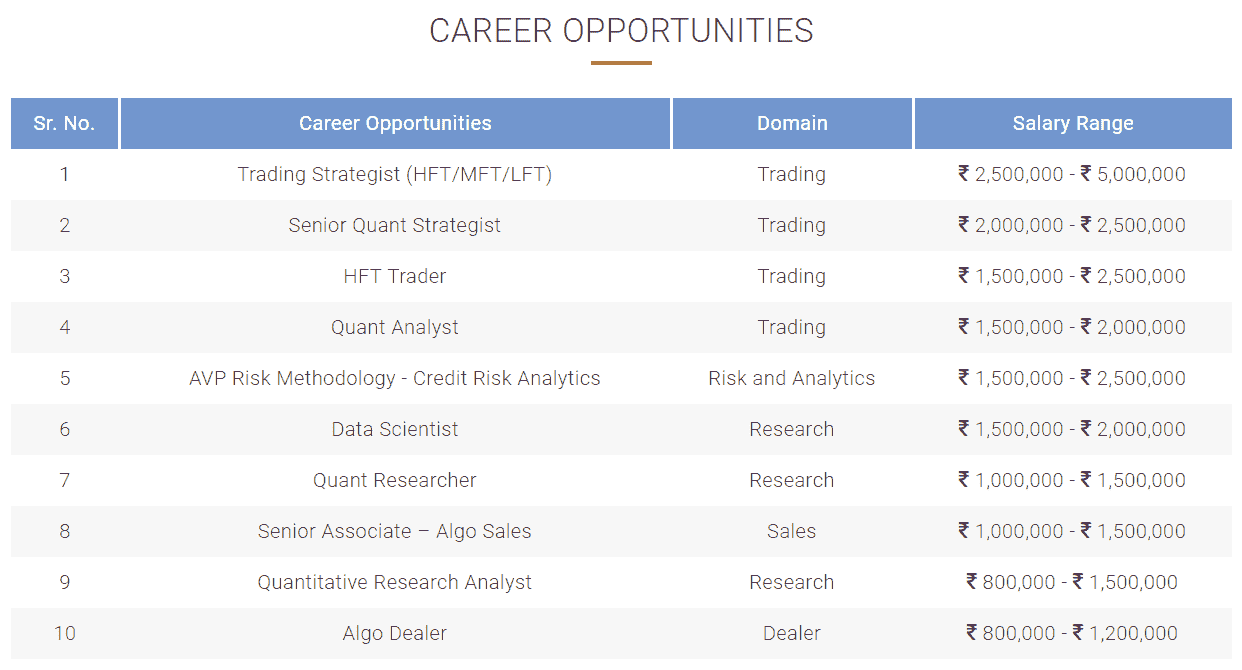 CAREER OPPORTUNITIES
Sr. No. Career Opportunities Domain Salary Range
1 Trading Strategist (HFT/MFT/LFT) Trading ₹ 2,500,000 - ₹ 5,000,000
2 Senior Quant Strategist Trading ₹ 2,000,000 - ₹ 2,500,000
3 HFT Trader Trading ₹ 1,500,000 - ₹ 2,500,000
4 Quant Analyst Trading ₹ 1,500,000 - ₹ 2,000,000
5 AVP Risk Methodology - Credit Risk Analytics Risk and Analytics ₹ 1,500,000 - ₹ 2,500,000
6 Data Scientist Research ₹ 1,500,000 - ₹ 2,000,000
7 Quant Researcher Research ₹ 1,000,000 - ₹ 1,500,000
8 Senior Associate – Algo Sales Sales ₹ 1,000,000 - ₹ 1,500,000
9 Quantitative Research Analyst Research ₹ 800,000 - ₹ 1,500,000
10 Algo Dealer Dealer ₹ 800,000 - ₹ 1,200,000